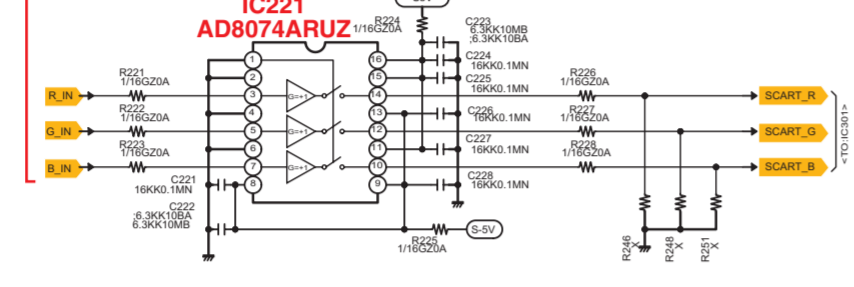 IC221
AD8074ARUZ
R224
1/16GZ0A
C223
6.3KK10MB
;6.3KK10BA
C224
16KK0.1MN
C225
16KK0.1MN
R_IN
R221
1/16GZ0A
G_IN
R222
1/16GZ0A
B_IN
R223
1/16GZ0A
1
2
3
4
5
6
7
8
16
15
14
13
12
11
10
9
G=+1
G=+1
G=+1
C226
16KK0.1MN
C227
16KK0.1MN
C228
16KK0.1MN
C221
16KK0.1MN
C222
;6.3KK10BA
6.3KK10MB
R225
1/16GZ0A
S-5V
R226
1/16GZ0A
R227
1/16GZ0A
R228
1/16GZ0A
SCART_R
SCART_G
SCART_B
<TO:IC301>
R246
X
R248
X
R251
X